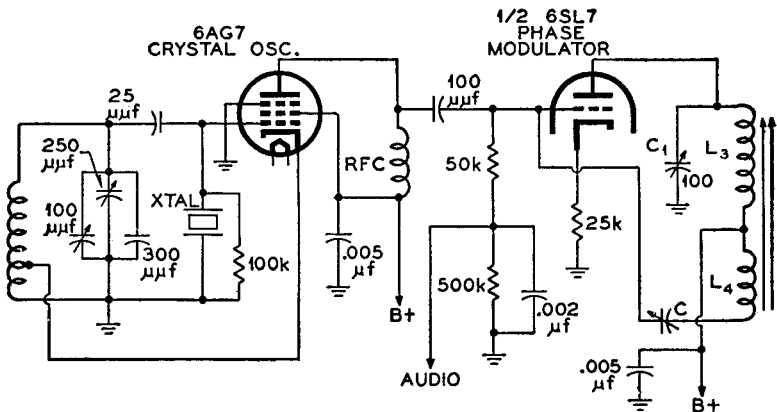 6AG7
CRYSTAL OSC.
1/2 6SL7
PHASE
MODULATOR
25
μμf
250
μμf
100
μμf
300
μμf
XTAL
100k
RFC
.005
μf
B+
100
μμf
50k
500k
.002
μf
AUDIO
25k
C1
100
L3
L4
C
.005
μf
B+